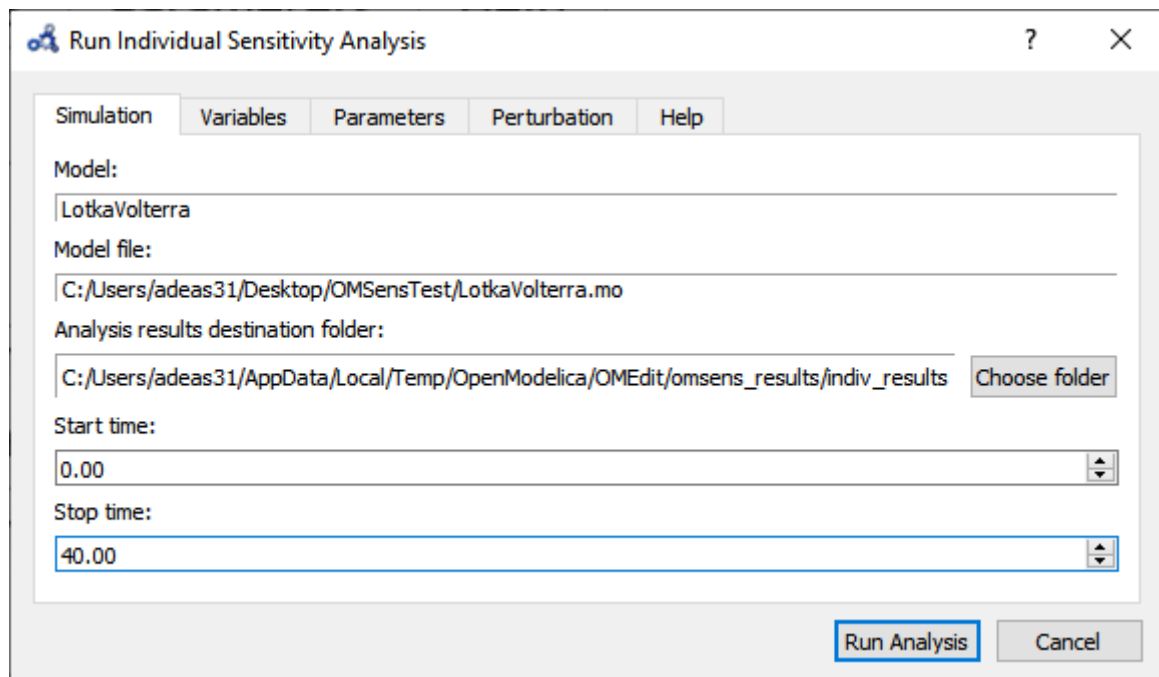 Run Individual Sensitivity Analysis ? X
Simulation Variables Parameters Perturbation Help
Model:
LotkaVolterra
Model file:
C:/Users/adeas31/Desktop/OMSensTest/LotkaVolterra.mo
Analysis results destination folder:
C:/Users/adeas31/AppData/Local/Temp/OpenModelica/OMEdit/omsens_results/indiv_results Choose folder
Start time:
0.00
Stop time:
40.00
Run Analysis Cancel